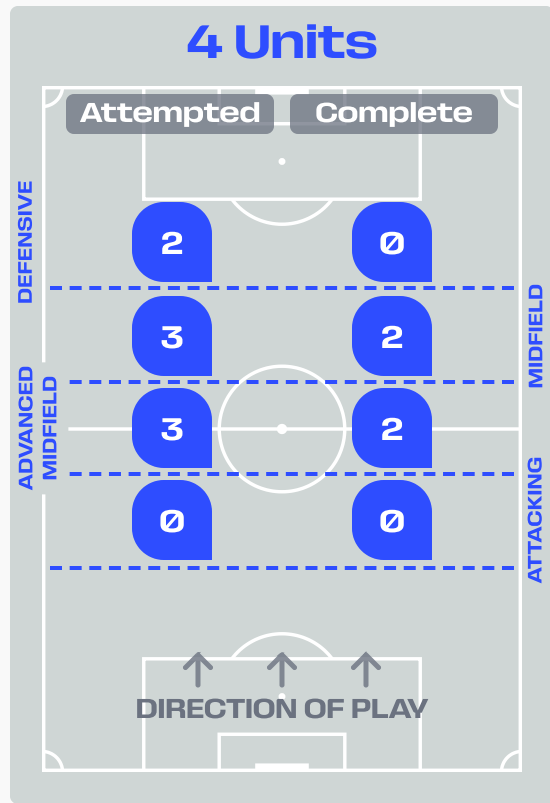 4 Units
Attempted
Complete
DEFENSIVE
2
0
MIDFIELD
3
2
ADVANCED
MIDFIELD
3
2
ATTACKING
0
0
DIRECTION OF PLAY